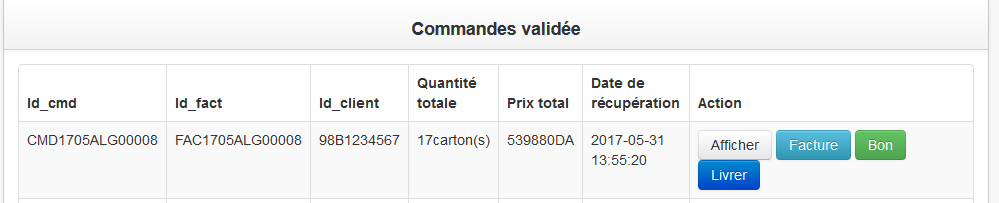 Commandes validée
Id_cmd Id_fact Id_client Quantité totale Prix total Date de récupération Action
CMD1705ALG00008 FAC1705ALG00008 98B1234567 17carton(s) 539880DA 2017-05-31 13:55:20 Afficher Facture Bon
Livrer